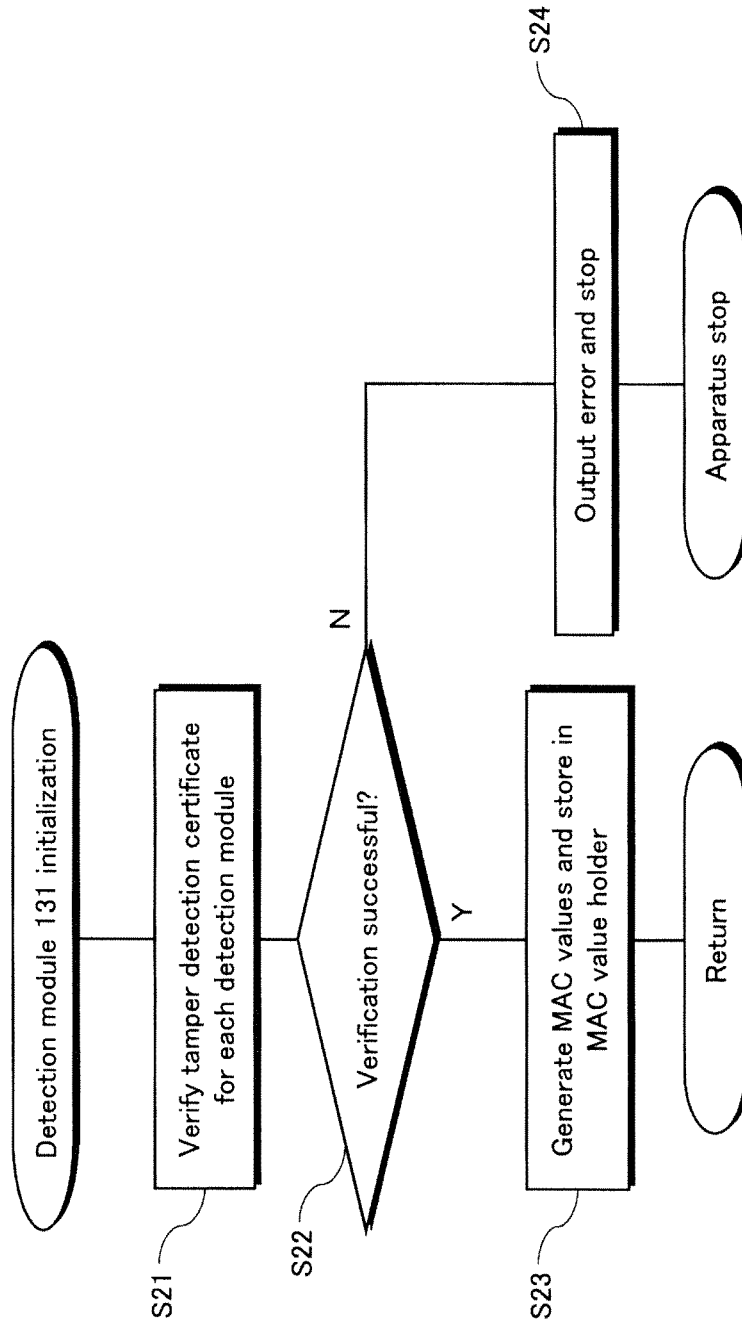 Detection module 131 initialization
S21
Verify tamper detection certificate
for each detection module
S22
Verification successful?
N
Y
S23
Generate MAC values and store in
MAC value holder
S24
Output error and stop
Return
Apparatus stop